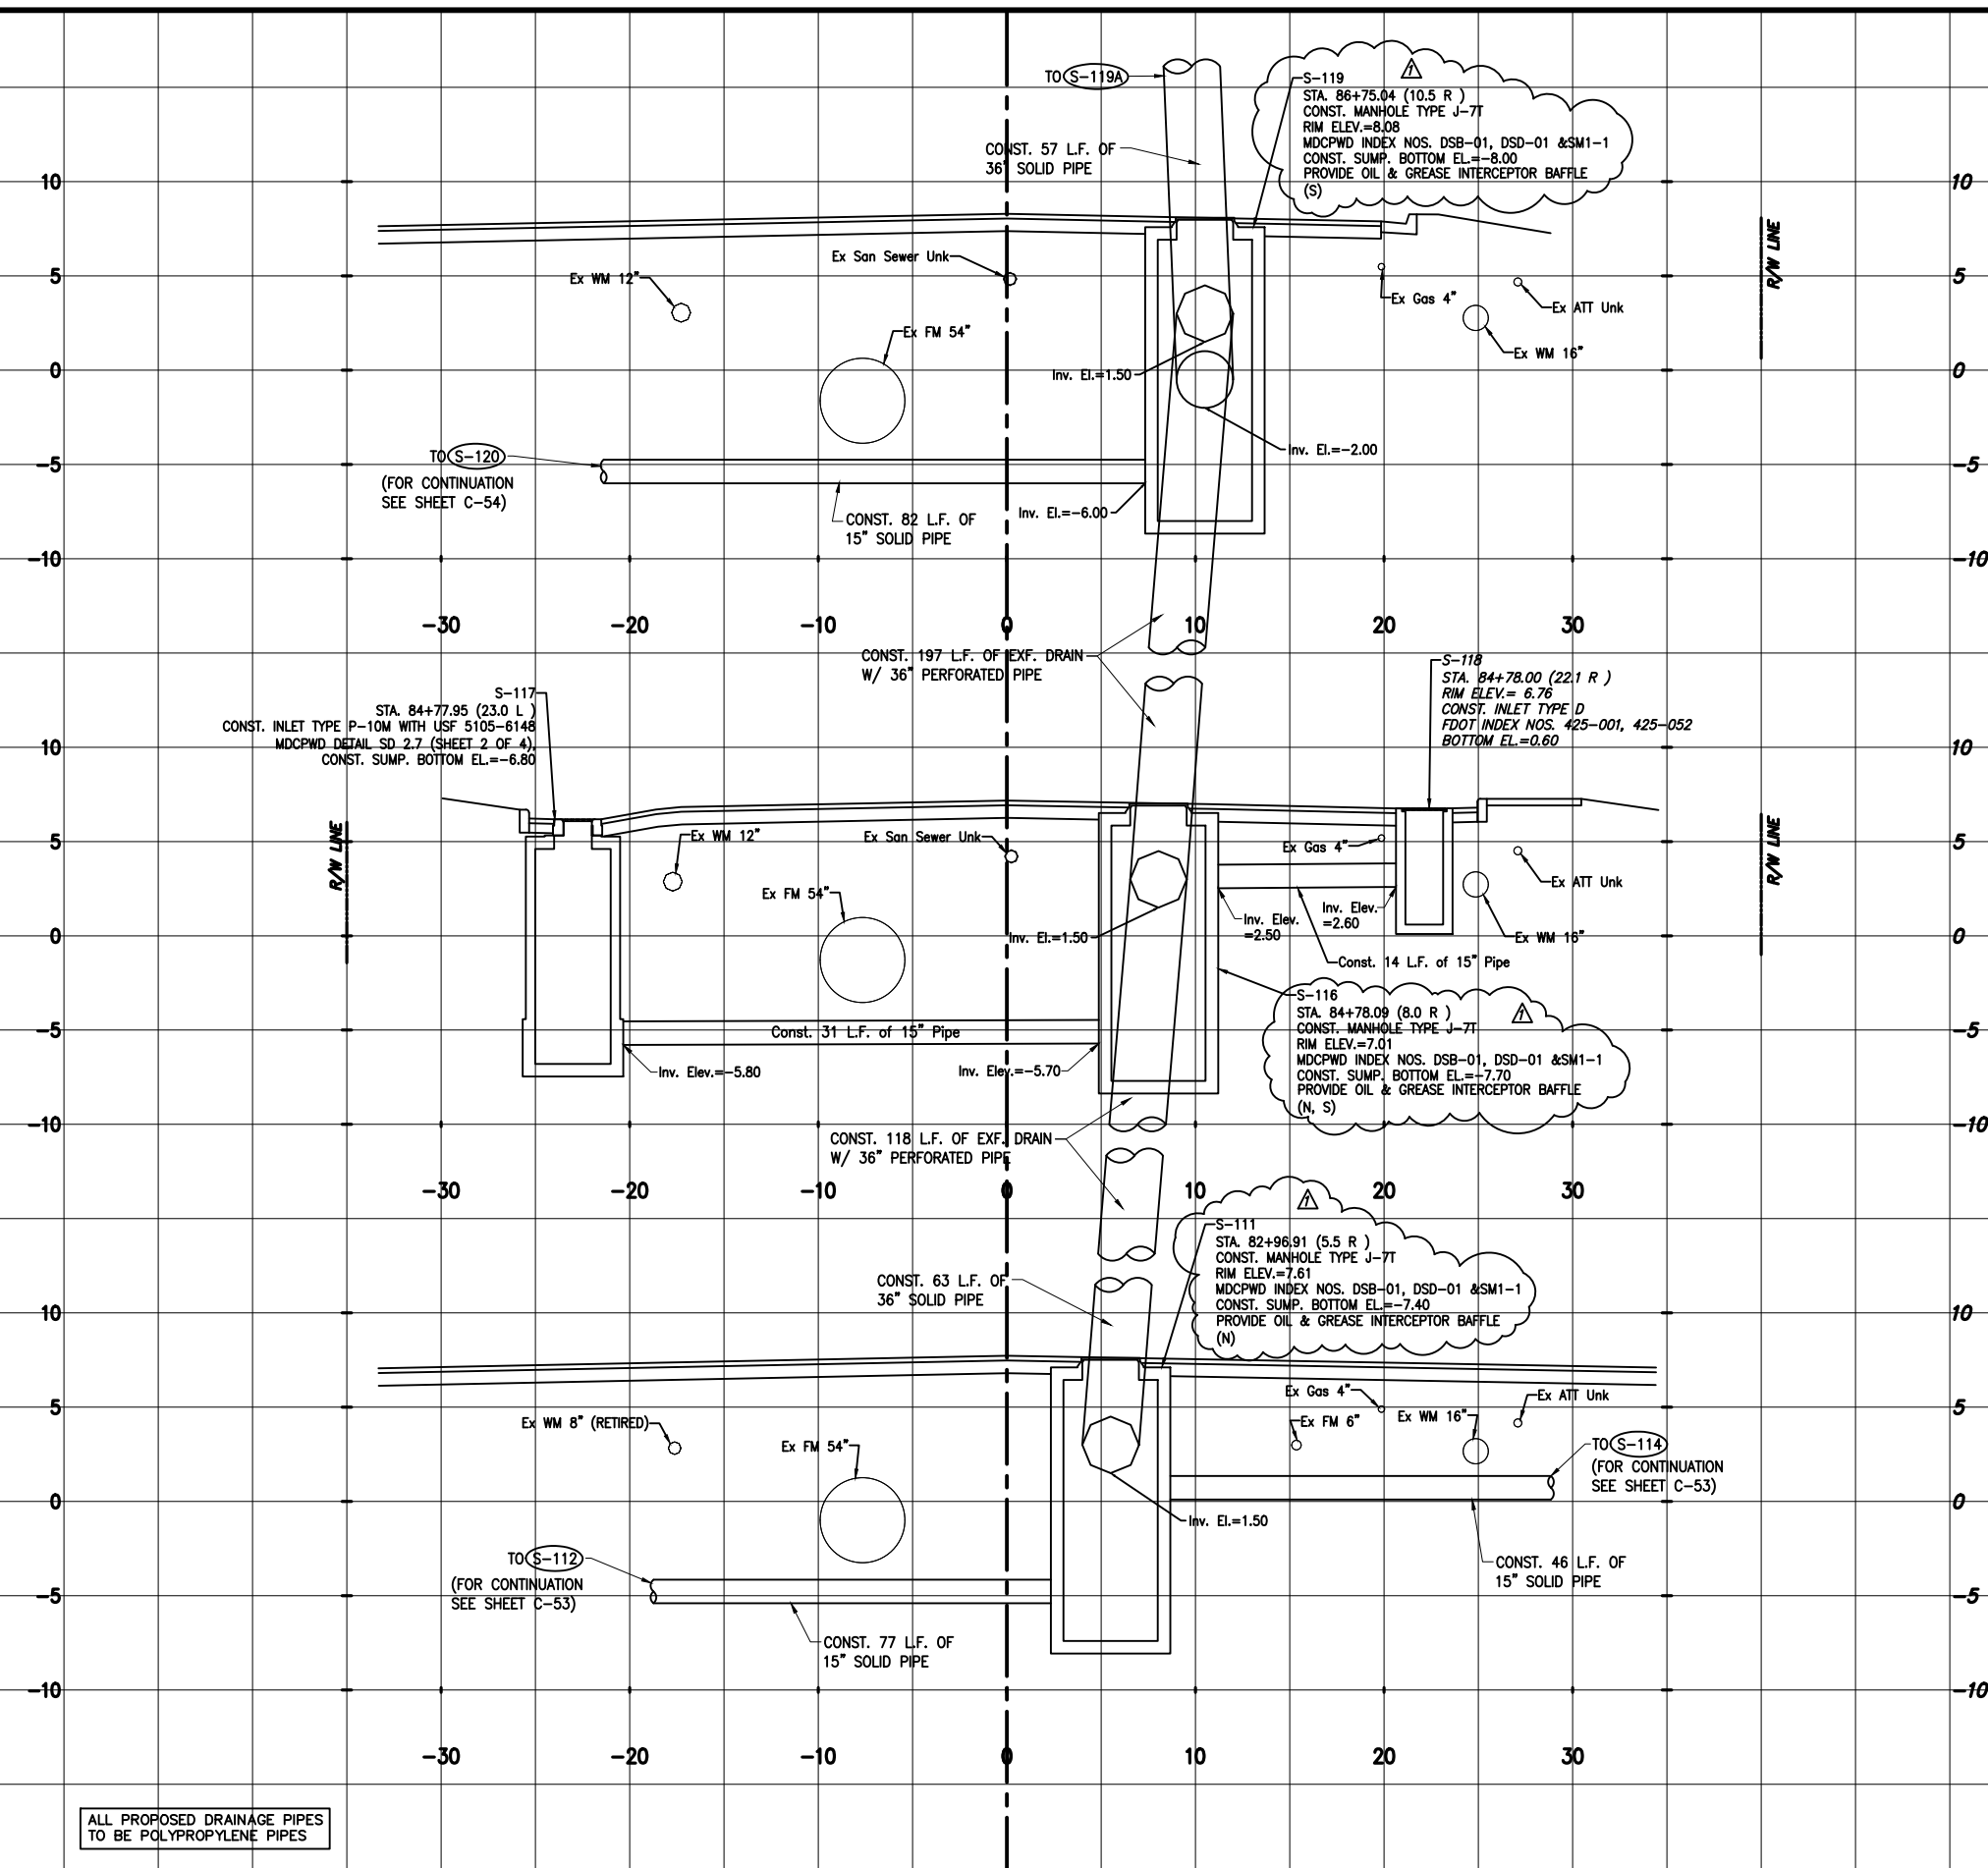 TO S-119A
1
S-119
STA. 86+75.04 (10.5 R )
CONST. MANHOLE TYPE J-7T
RIM ELEV.=8.08
MDCPWD INDEX NOS. DSB-01, DSD-01 &SM1-1
CONST. SUMP. BOTTOM EL.=-8.00
PROVIDE OIL & GREASE INTERCEPTOR BAFFLE
(S)
CONST. 57 L.F. OF
36" SOLID PIPE
10
10
R/W LINE
Ex San Sewer Unk
Ex WM 12"
5
5
Ex Gas 4"
Ex ATT Unk
Ex FM 54"
Ex WM 16"
0
0
Inv. El.=1.50
Inv. El.=-2.00
TO S-120
-5
-5
(FOR CONTINUATION
SEE SHEET C-54)
Inv. El.=-6.00
CONST. 82 L.F. OF
15" SOLID PIPE
-10
-10
-30
-20
-10
0
10
20
30
CONST. 197 L.F. OF EXF. DRAIN
W/ 36" PERFORATED PIPE
S-117
STA. 84+77.95 (23.0 L )
CONST. INLET TYPE P-10M WITH USF 5105-6148
MDCPWD DETAIL SD 2.7 (SHEET 2 OF 4),
CONST. SUMP. BOTTOM EL.=-6.80
S-118
STA. 84+78.00 (22.1 R )
RIM ELEV.= 6.76
CONST. INLET TYPE D
FDOT INDEX NOS. 425-001, 425-052
BOTTOM EL.=0.60
10
10
R/W LINE
R/W LINE
5
5
Ex WM 12"
Ex San Sewer Unk
Ex Gas 4"
Ex ATT Unk
Ex FM 54"
Inv. Elev.
=2.50
Inv. Elev.
=2.60
Inv. El.=1.50
Ex WM 16"
0
0
Const. 14 L.F. of 15" Pipe
1
S-116
STA. 84+78.09 (8.0 R )
CONST. MANHOLE TYPE J-7T
RIM ELEV.=7.01
MDCPWD INDEX NOS. DSB-01, DSD-01 &SM1-1
CONST. SUMP. BOTTOM EL.=-7.70
PROVIDE OIL & GREASE INTERCEPTOR BAFFLE
(N, S)
-5
-5
Const. 31 L.F. of 15" Pipe
Inv. Elev.=-5.80
Inv. Elev.=-5.70
-10
-10
CONST. 118 L.F. OF EXF. DRAIN
W/ 36" PERFORATED PIPE
-30
-20
-10
0
10
20
30
1
S-111
STA. 82+96.91 (5.5 R )
CONST. MANHOLE TYPE J-7T
RIM ELEV.=7.61
MDCPWD INDEX NOS. DSB-01, DSD-01 &SM1-1
CONST. SUMP. BOTTOM EL.=-7.40
PROVIDE OIL & GREASE INTERCEPTOR BAFFLE
(N)
CONST. 63 L.F. OF
36" SOLID PIPE
10
10
5
5
Ex WM 8" (RETIRED)
Ex FM 54"
Ex Gas 4"
Ex FM 6"
Ex WM 16"
Ex ATT Unk
TO S-114
(FOR CONTINUATION
SEE SHEET C-53)
0
0
Inv. El.=1.50
TO S-112
(FOR CONTINUATION
SEE SHEET C-53)
CONST. 46 L.F. OF
15" SOLID PIPE
-5
-5
CONST. 77 L.F. OF
15" SOLID PIPE
-10
-10
-30
-20
-10
0
10
20
30
ALL PROPOSED DRAINAGE PIPES
TO BE POLYPROPYLENE PIPES